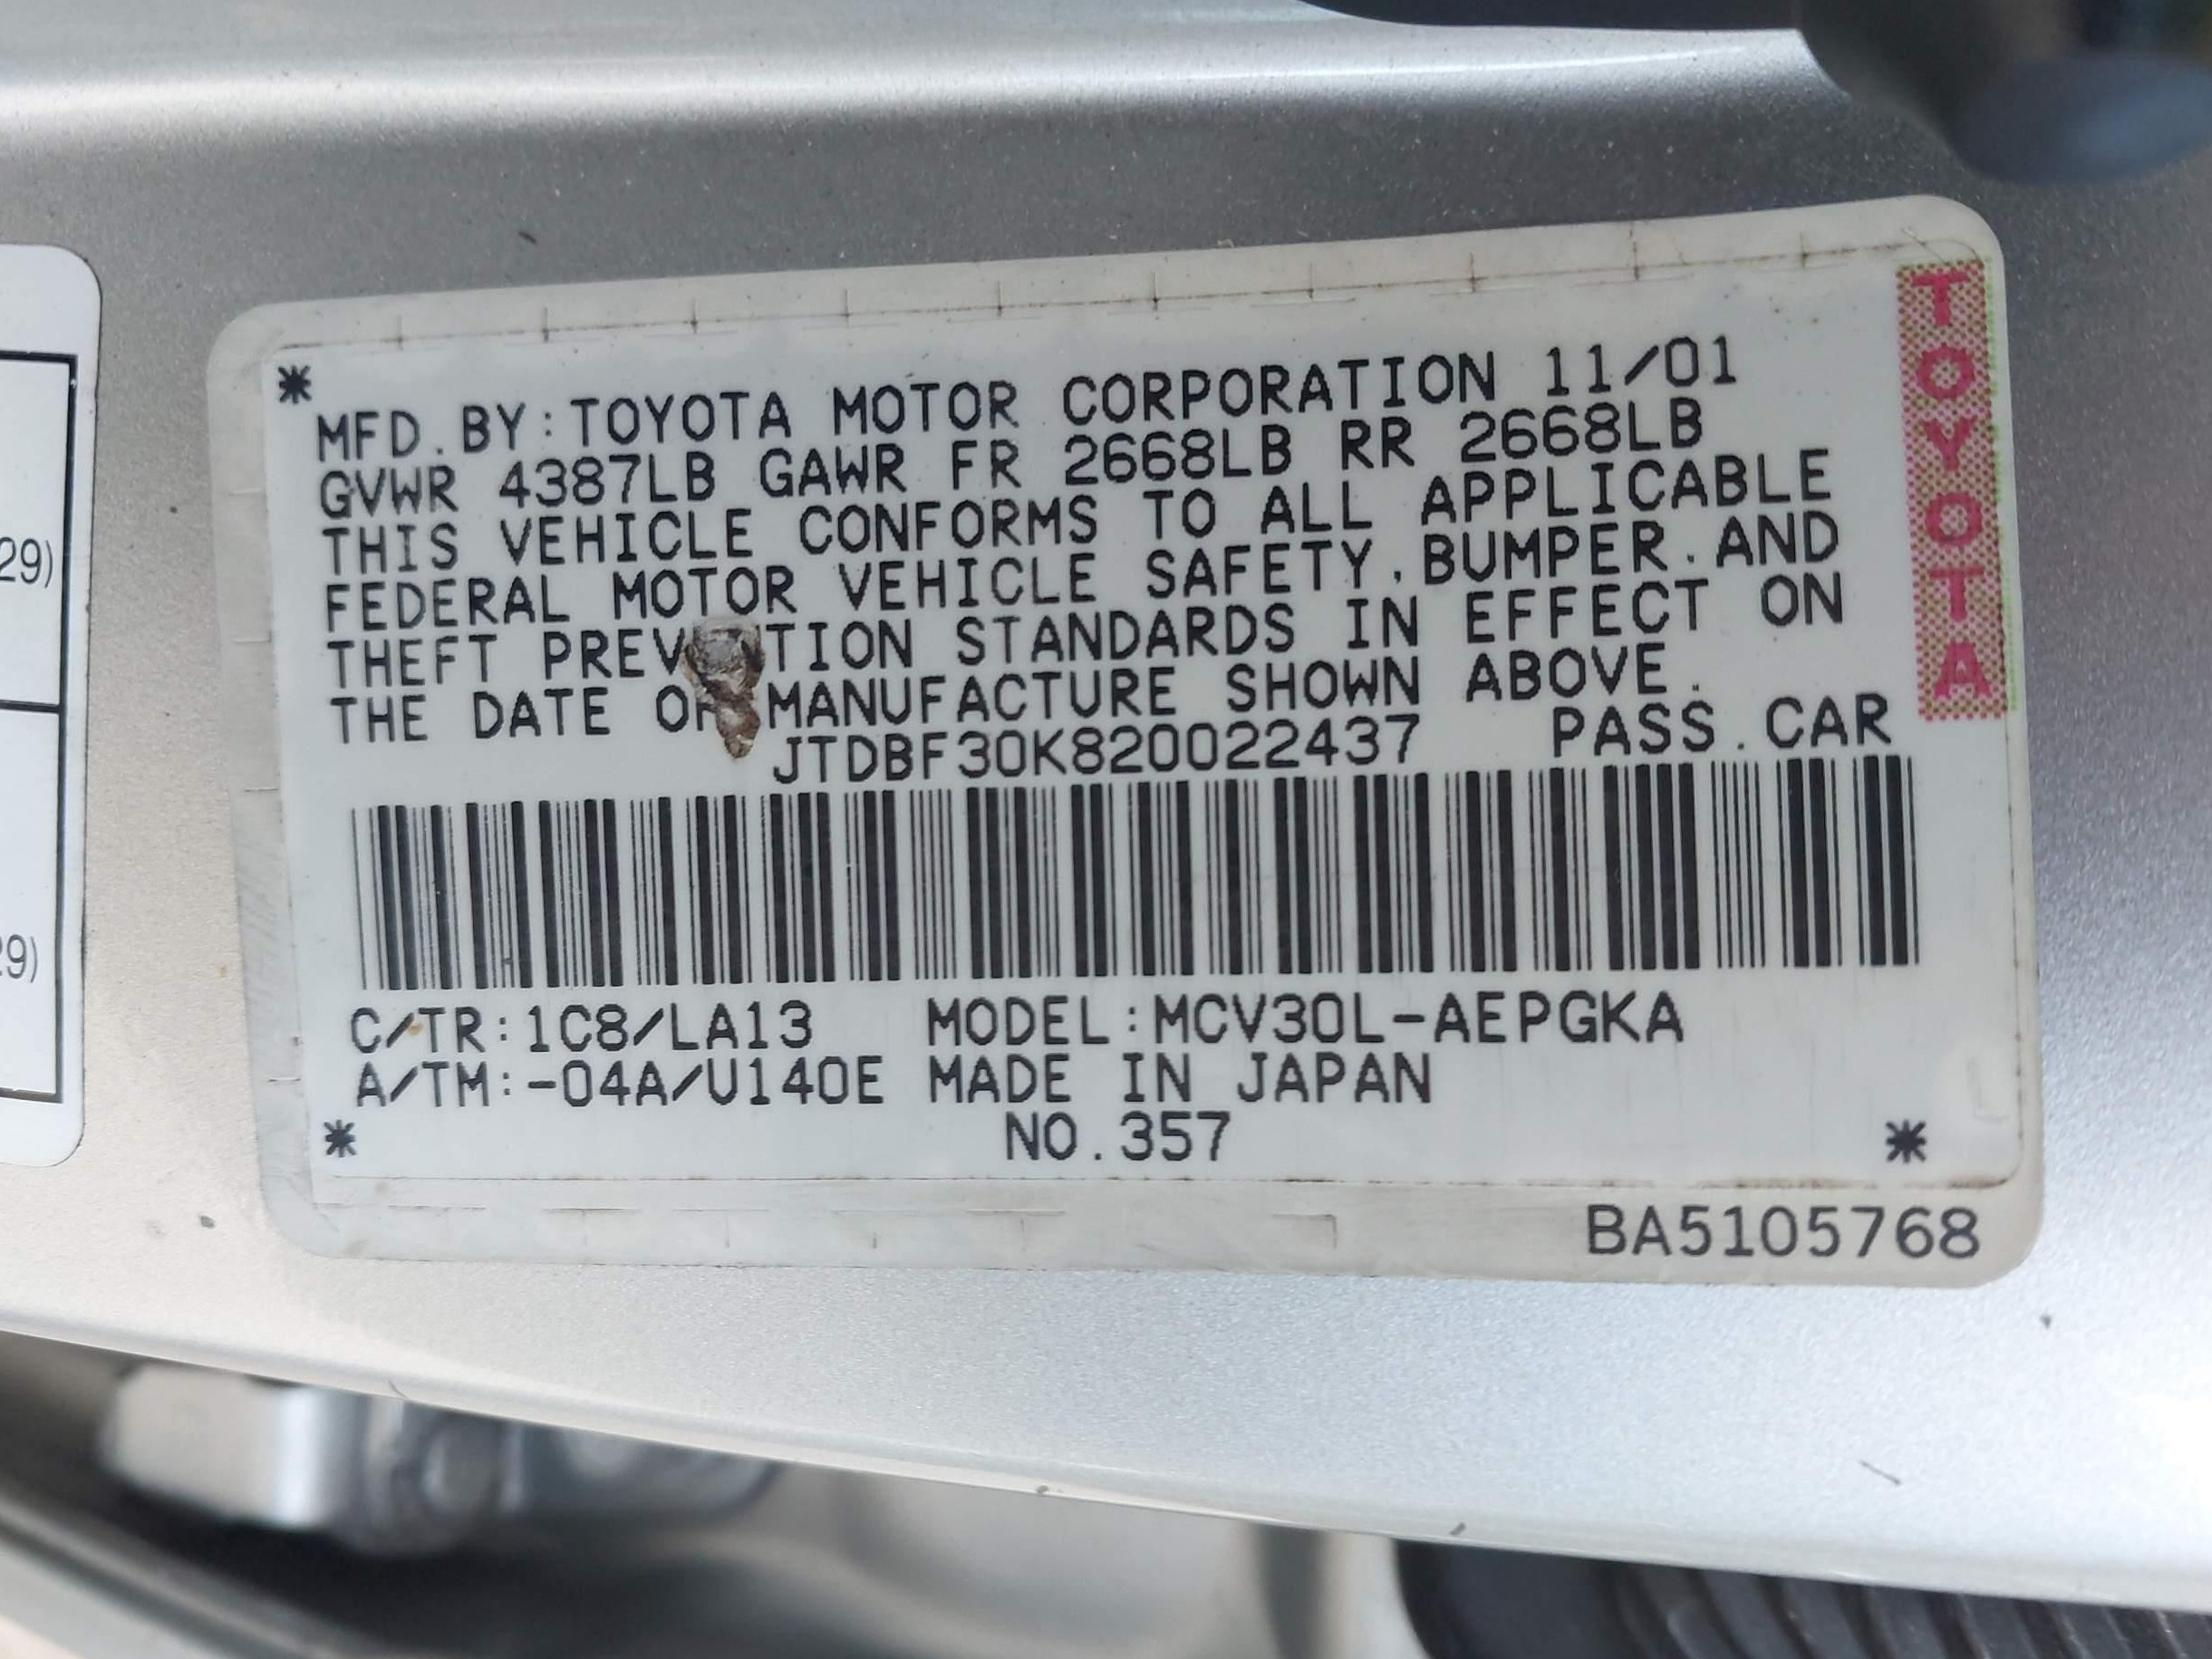 *
MFD.BY:TOYOTA MOTOR CORPORATION 11/01
GVWR 4387LB GAWR FR 2668LB RR 2668LB
THIS VEHICLE CONFORMS TO ALL APPLICABLE
FEDERAL MOTOR VEHICLE SAFETY.BUMPER.AND
THEFT STANDARDS IN EFFECT ON
THE DATE MANUFACTURE SHOWN ABOVE.
JTDBF30K820022437 PASS.CAR
C/TR:1C8/LA13 MODEL:MCV30L-AEPGKA
A/TM:-04A/U140E MADE IN JAPAN
* NO.357 *
BA5105768
TOYOTA
29)
29)